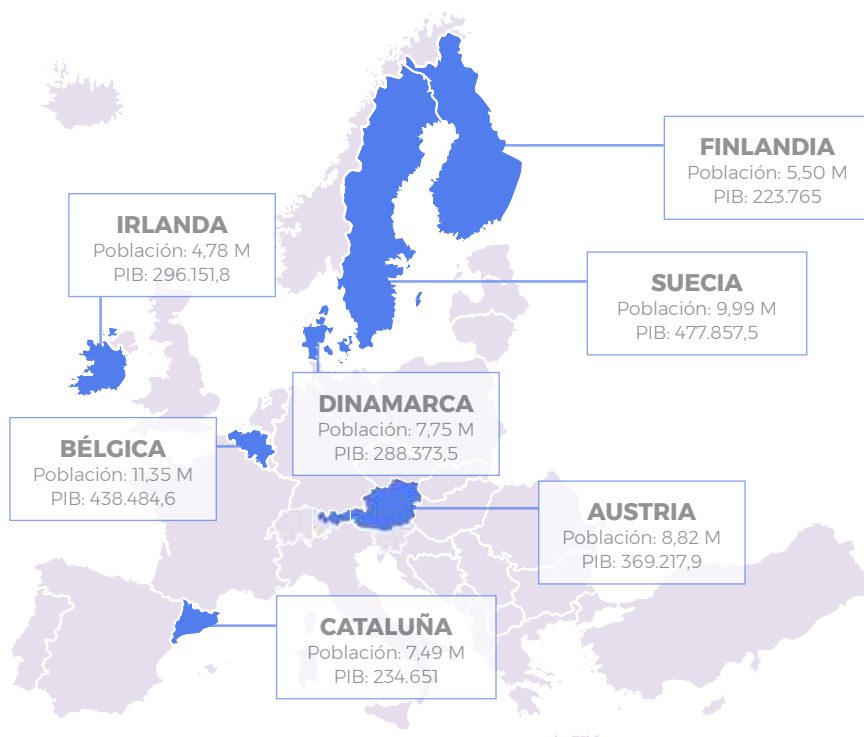 FINLANDIA
Población: 5,50 M
PIB: 223.765
IRLANDA
Población: 4,78 M
PIB: 296.151,8
SUECIA
Población: 9,99 M
PIB: 477.857,5
DINAMARCA
Población: 7,75 M
PIB: 288.373,5
BÉLGICA
Población: 11,35 M
PIB: 438.484,6
AUSTRIA
Población: 8,82 M
PIB: 369.217,9
CATALUÑA
Población: 7,49 M
PIB: 234.651